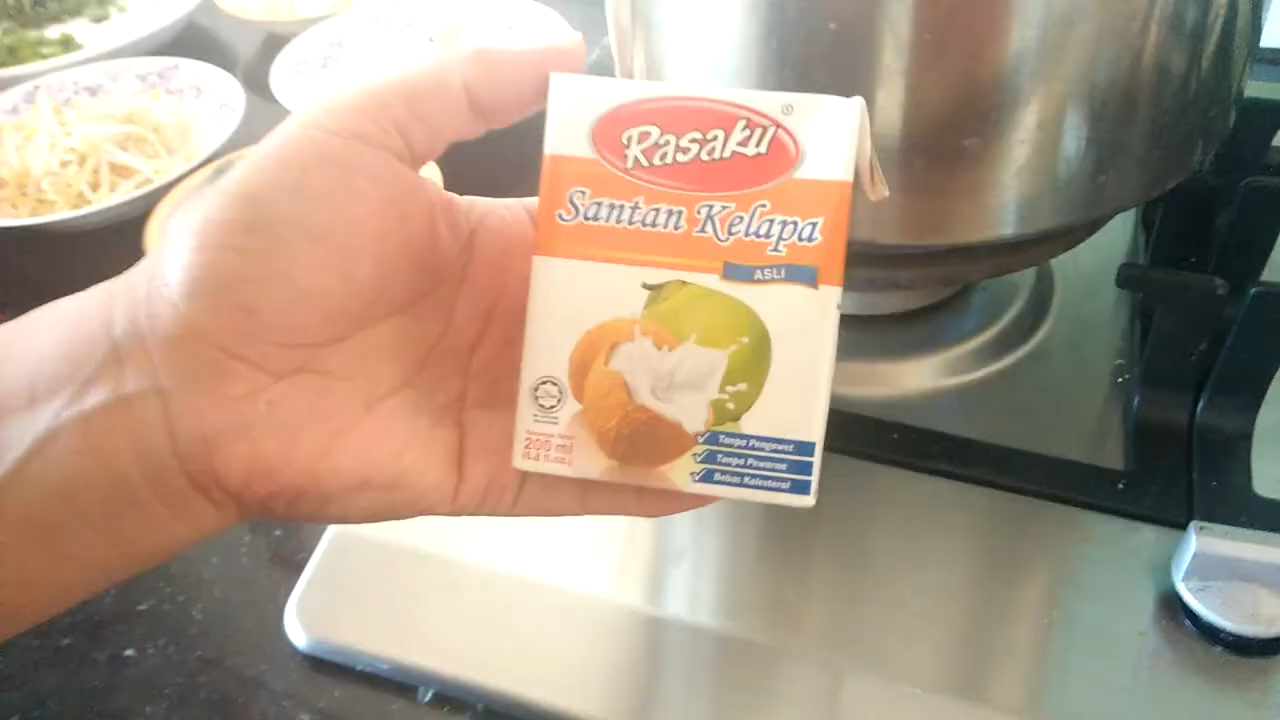 Rasaku
Santan Kelapa
ASLI
200 ml
Tanpa Pengawet
Tanpa Pewarna
Bebas Kolesterol